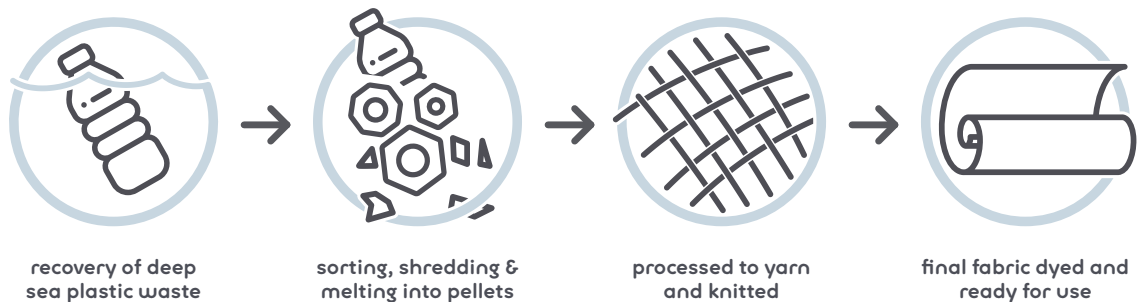 recovery of deep
sea plastic waste
sorting, shredding &
melting into pellets
processed to yarn
and knitted
final fabric dyed and
ready for use